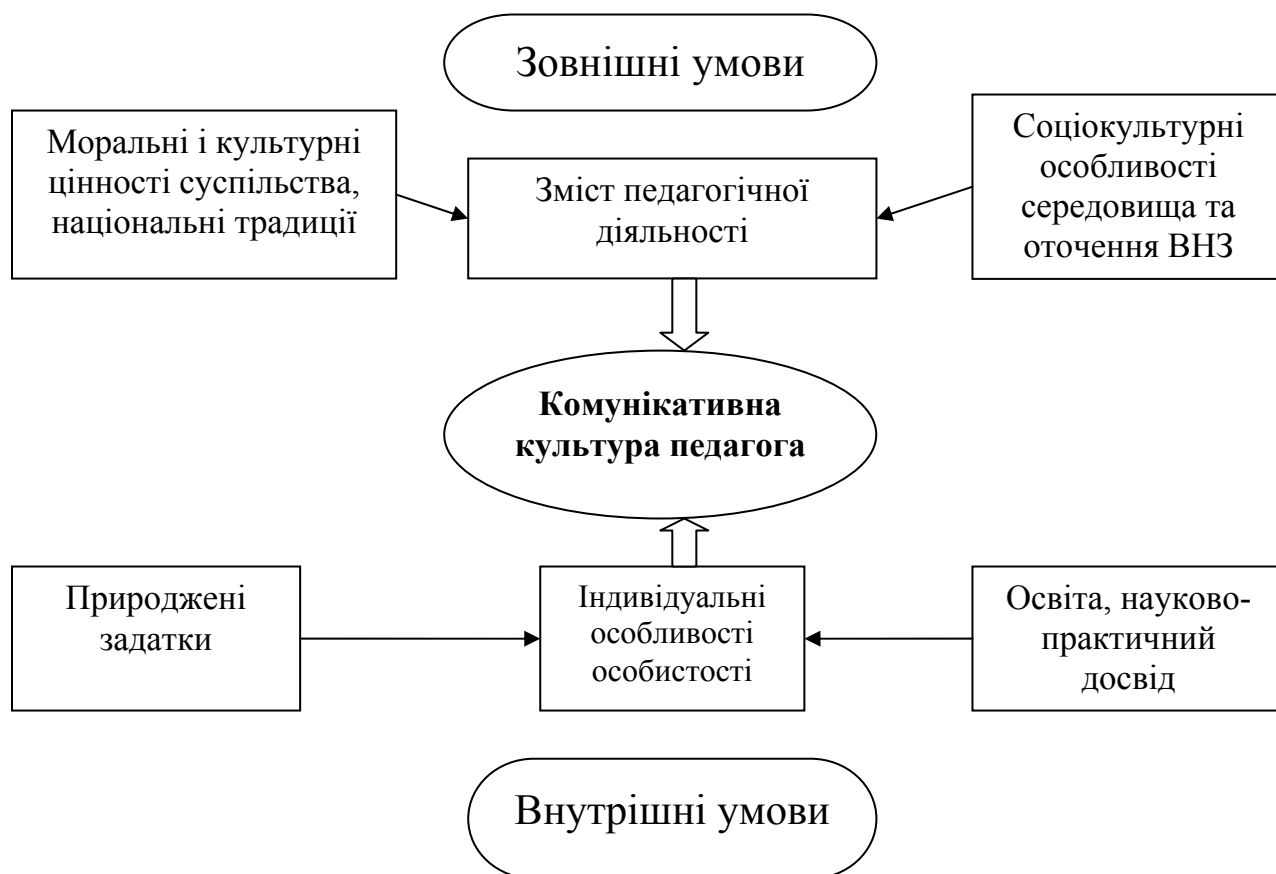 Зовнішні умови
Моральні і культурні
цінності суспільства,
національні традиції
Зміст педагогічної
діяльності
Соціокультурні
особливості
середовища та
оточення ВНЗ
Комунікативна
культура педагога
Природжені
задатки
Індивідуальні
особливості
особистості
Освіта, науково-
практичний
досвід
Внутрішні умови